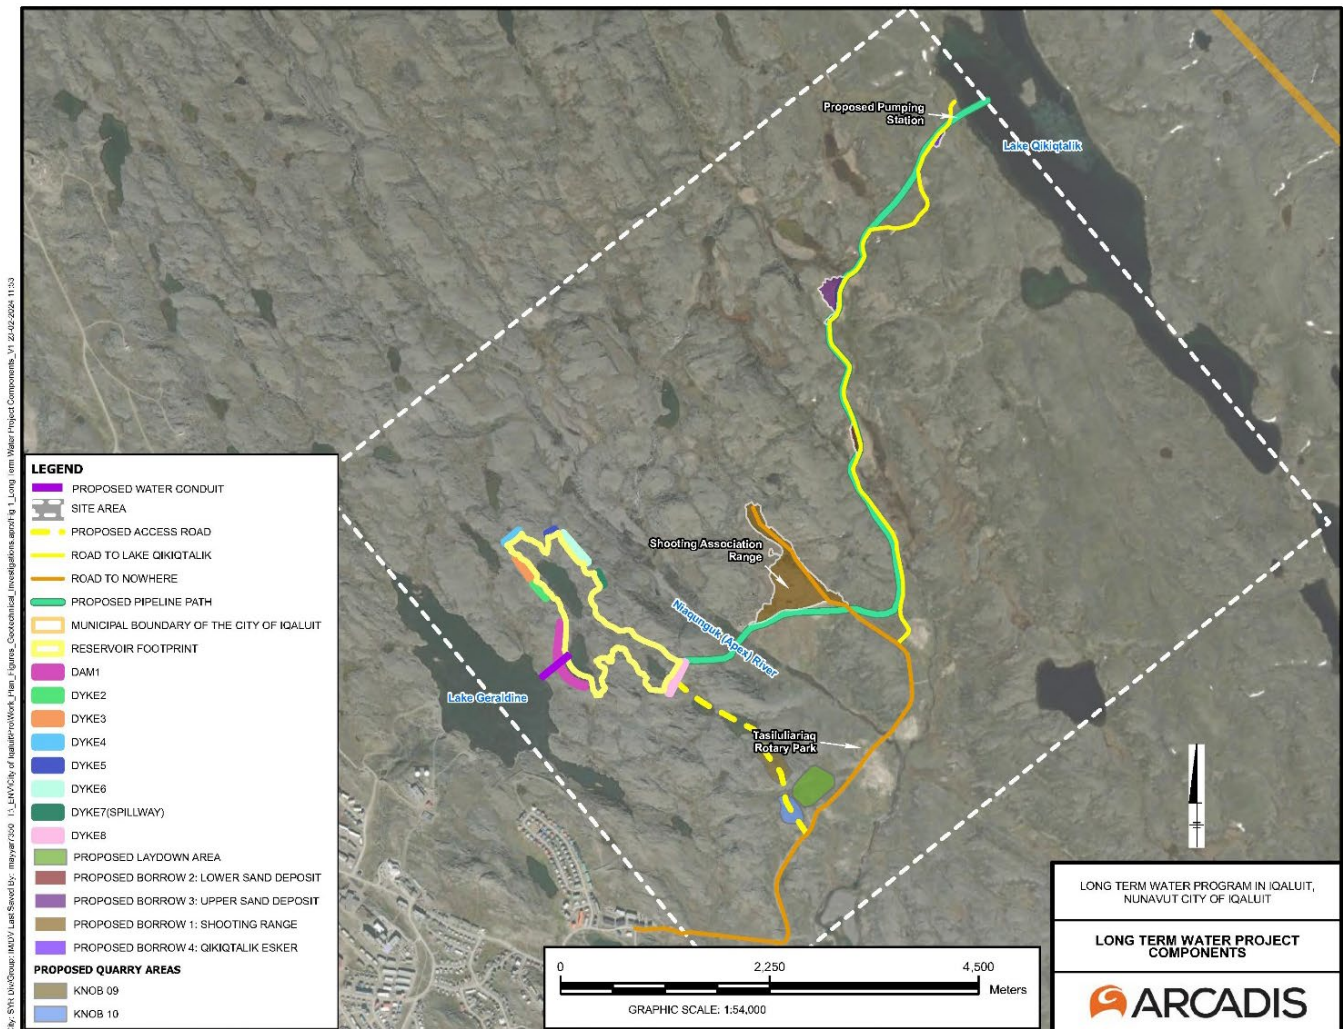 Proposed Pumping
Station
Lake Qikiqtalik
Shooting Association
Range
Niaqunguk (Apex) River
Lake Geraldine
Tasiluliariaq
Rotary Park
LEGEND
PROPOSED WATER CONDUIT
SITE AREA
PROPOSED ACCESS ROAD
ROAD TO LAKE QIKIQTALIK
ROAD TO NOWHERE
PROPOSED PIPELINE PATH
MUNICIPAL BOUNDARY OF THE CITY OF IQALUIT
RESERVOIR FOOTPRINT
DAM1
DYKE2
DYKE3
DYKE4
DYKE5
DYKE6
DYKE7(SPILLWAY)
DYKE8
PROPOSED LAYDOWN AREA
PROPOSED BORROW 2: LOWER SAND DEPOSIT
PROPOSED BORROW 3: UPPER SAND DEPOSIT
PROPOSED BORROW 1: SHOOTING RANGE
PROPOSED BORROW 4: QIKIQTALIK ESKER
PROPOSED QUARRY AREAS
KNOB 09
KNOB 10
0 2,250 4,500
Meters
GRAPHIC SCALE: 1:54,000
LONG TERM WATER PROGRAM IN IQALUIT,
NUNAVUT CITY OF IQALUIT
LONG TERM WATER PROJECT
COMPONENTS
ARCADIS